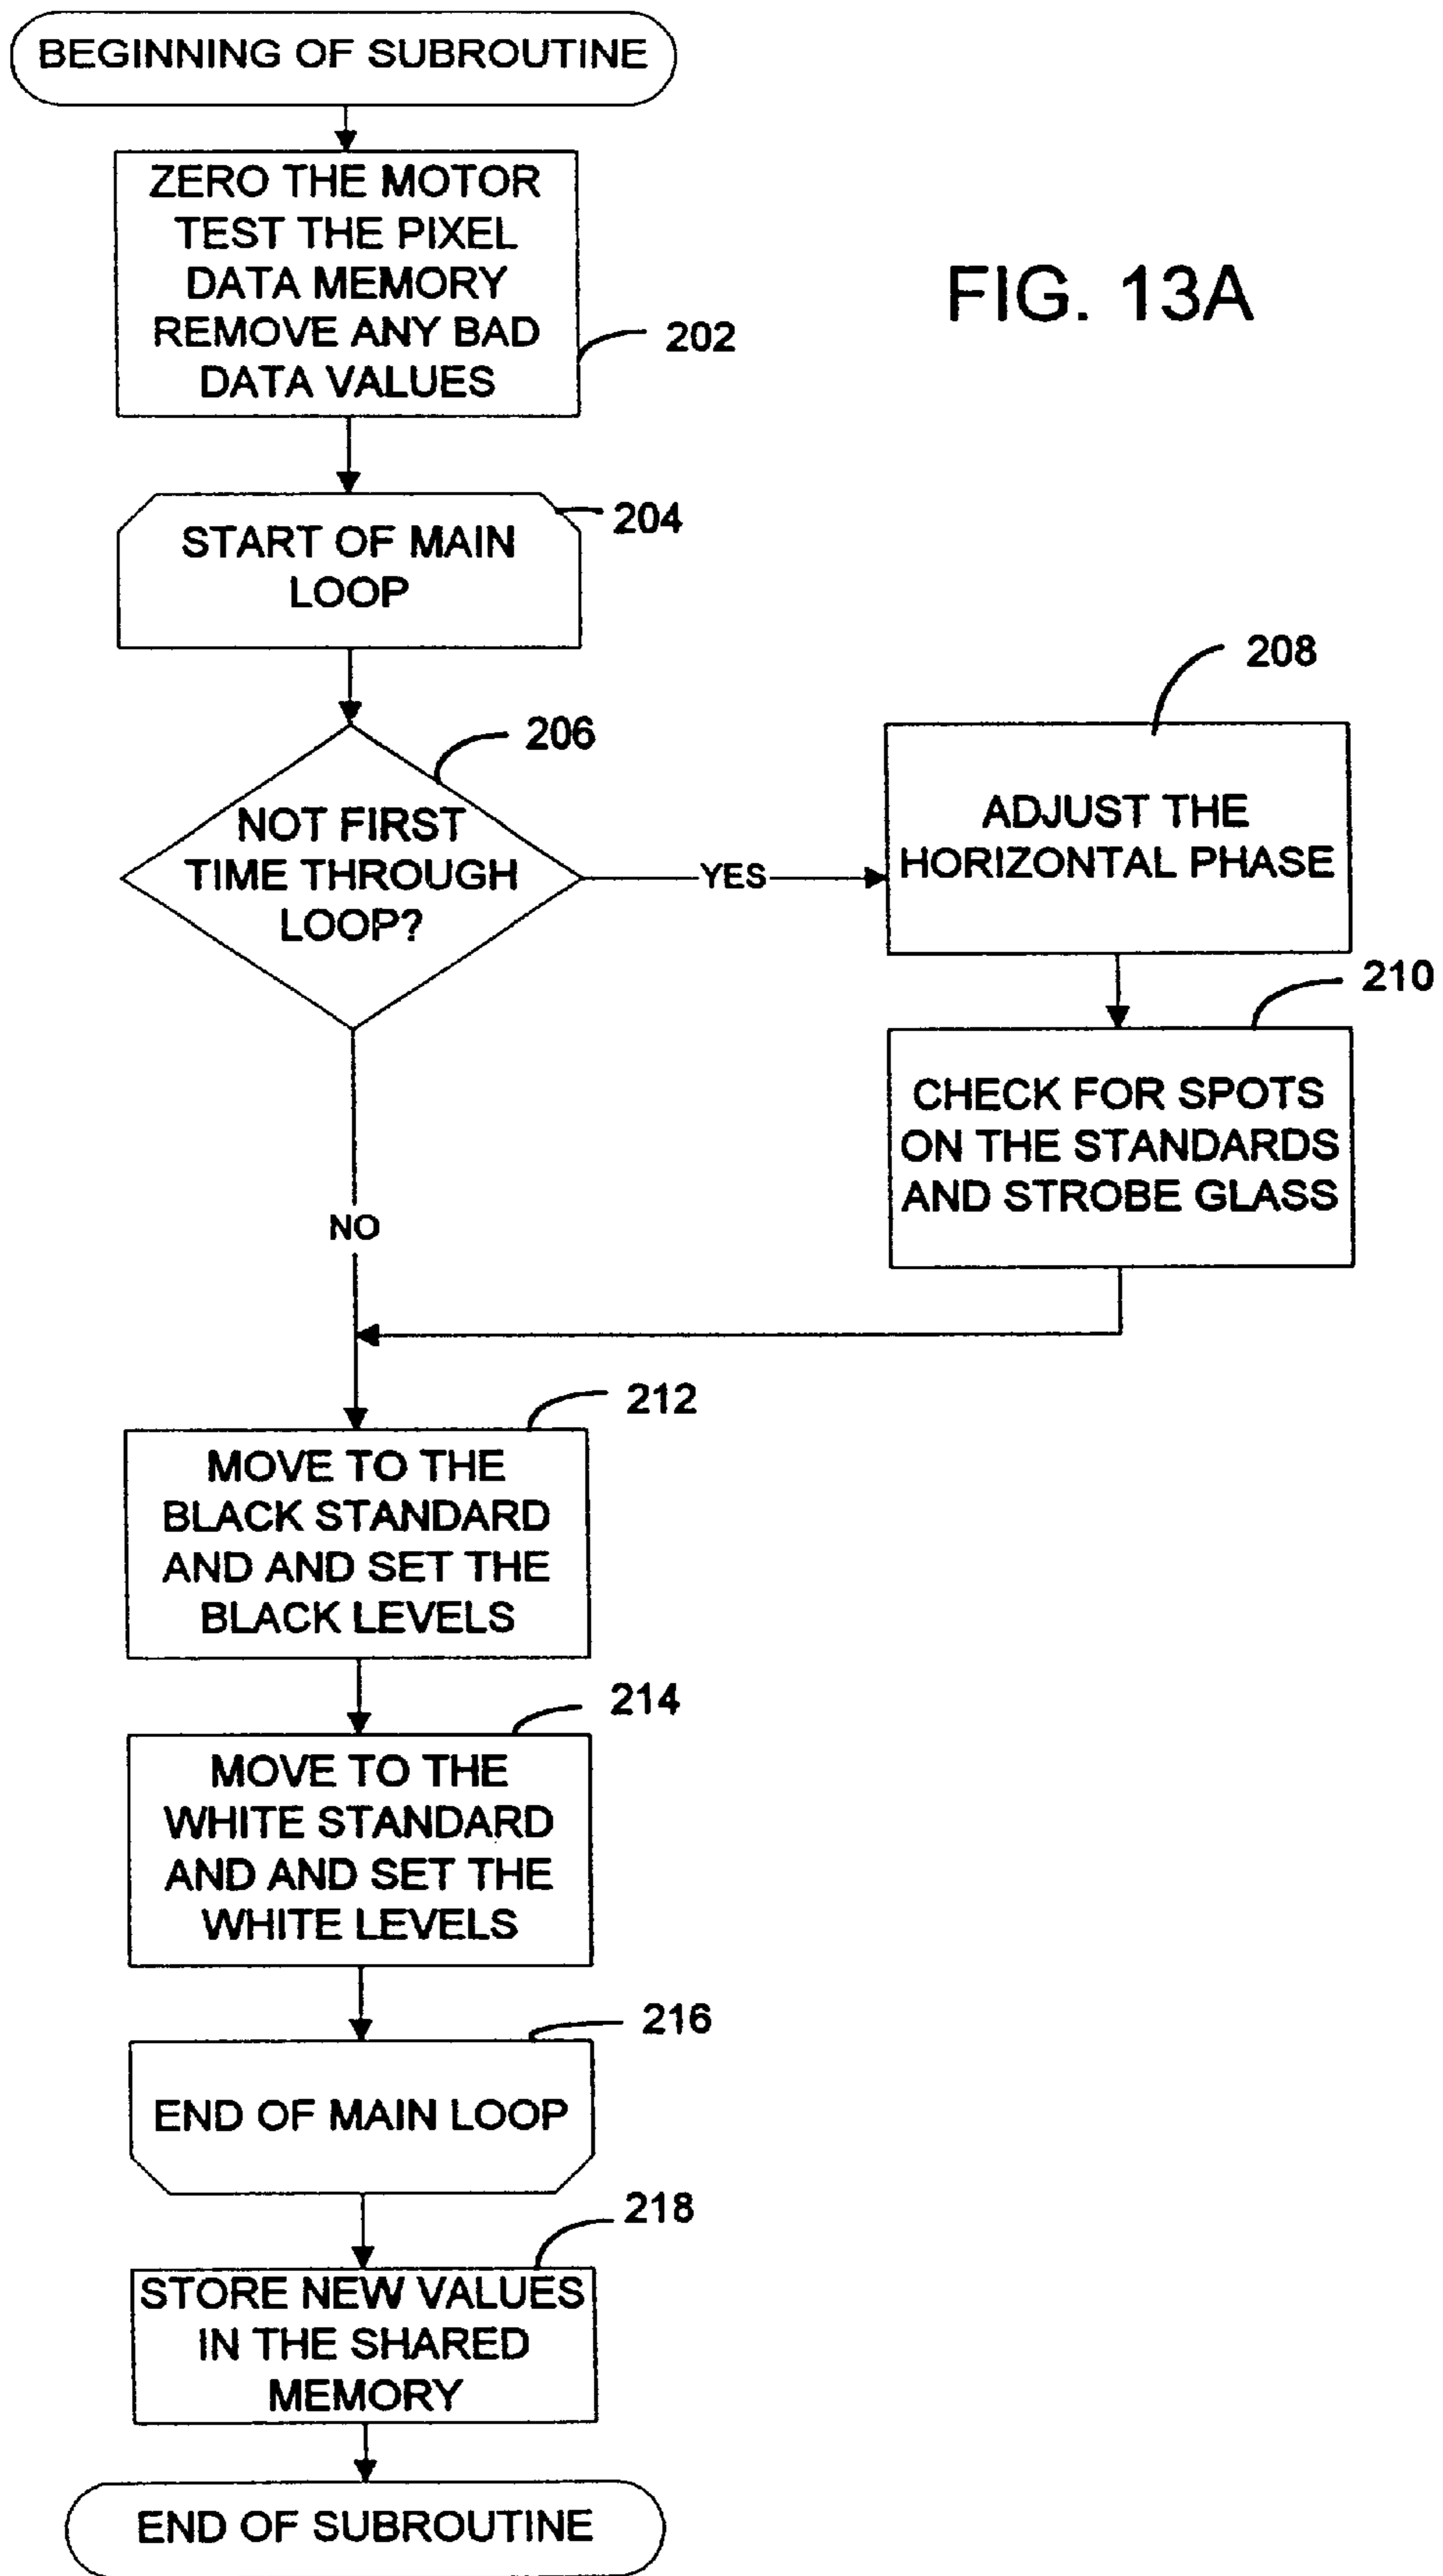 BEGINNING OF SUBROUTINE
ZERO THE MOTOR
TEST THE PIXEL
DATA MEMORY
REMOVE ANY BAD
DATA VALUES
202
FIG. 13A
START OF MAIN
LOOP
204
NOT FIRST
TIME THROUGH
LOOP?
206
YES
208
ADJUST THE
HORIZONTAL PHASE
210
CHECK FOR SPOTS
ON THE STANDARDS
AND STROBE GLASS
NO
212
MOVE TO THE
BLACK STANDARD
AND AND SET THE
BLACK LEVELS
214
MOVE TO THE
WHITE STANDARD
AND AND SET THE
WHITE LEVELS
216
END OF MAIN LOOP
218
STORE NEW VALUES
IN THE SHARED
MEMORY
END OF SUBROUTINE